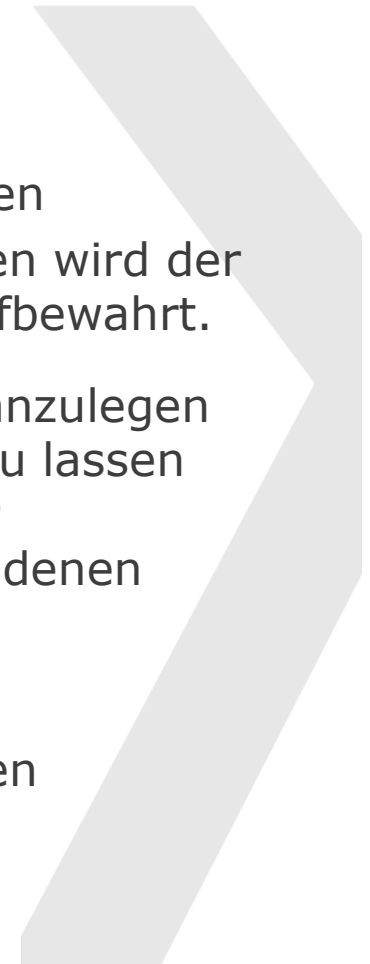 en
en wird der
fbewahrt.
nzulegen
u lassen
denen
en